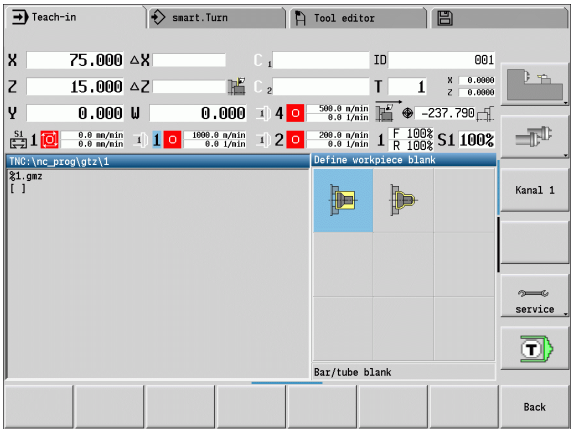 Teach-in
smart.Turn
Tool editor
X 75.000 ΔX C 1 ID 001
Z 15.000 ΔZ C 2 T 1 X 0.0000
Z 0.0000
Y 0.000 W 0.000 4 0 500.0 m/min
0.0 1/min -237.790
S1 1 0 0.0 mm/min
0.0 mm/min 1 0 1000.0 m/min
0.0 1/min 2 0 200.0 m/min
0.0 1/min 1 F 100%
R 100% S1 100%
TNC:\nc_prog\gtz\1
Define workpiece blank
%1.gmz
[ ]
Kanal 1
service
T
Bar/tube blank
Back